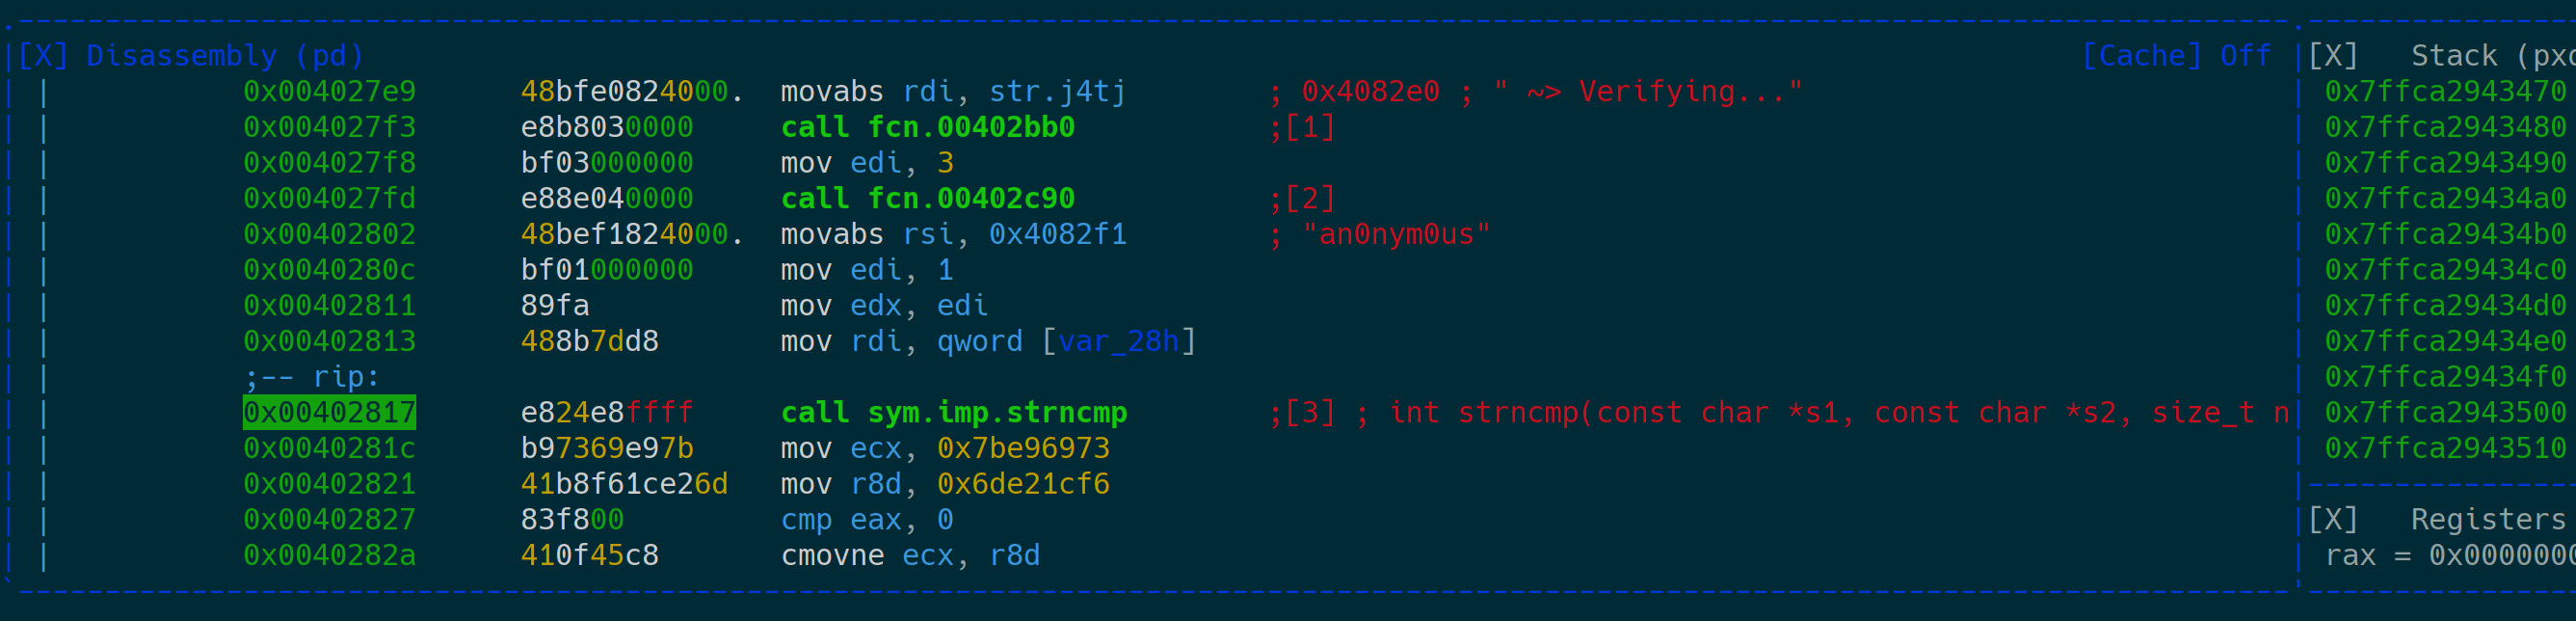 [X] Disassembly (pd) [Cache] Off [X] Stack (pxq
0x004027e9 48bfe0824000. movabs rdi, str.j4tj ; 0x4082e0 ; " ~> Verifying..." 0x7ffca2943470
0x004027f3 e8b8030000 call fcn.00402bb0 ;[1] 0x7ffca2943480
0x004027f8 bf03000000 mov edi, 3 0x7ffca2943490
0x004027fd e88e040000 call fcn.00402c90 ;[2] 0x7ffca29434a0
0x00402802 48bef1824000. movabs rsi, 0x4082f1 ; "an0nym0us" 0x7ffca29434b0
0x0040280c bf01000000 mov edi, 1 0x7ffca29434c0
0x00402811 89fa mov edx, edi 0x7ffca29434d0
0x00402813 488b7dd8 mov rdi, qword [var_28h] 0x7ffca29434e0
;-- rip: 0x7ffca29434f0
0x00402817 e824e8ffff call sym.imp.strncmp ;[3] ; int strncmp(const char *s1, const char *s2, size_t n 0x7ffca2943500
0x0040281c b97369e97b mov ecx, 0x7be96973 0x7ffca2943510
0x00402821 41b8f61ce26d mov r8d, 0x6de21cf6
0x00402827 83f800 cmp eax, 0 [X] Registers
0x0040282a 410f45c8 cmovne ecx, r8d rax = 0x0000000